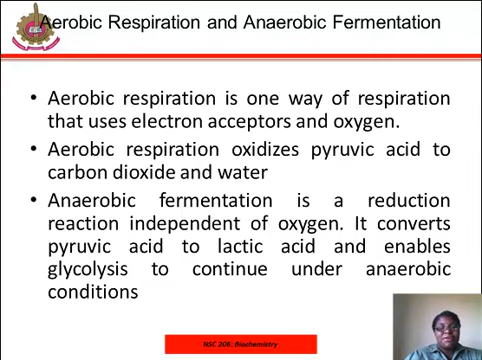 Aerobic Respiration and Anaerobic Fermentation
• Aerobic respiration is one way of respiration
that uses electron acceptors and oxygen.
• Aerobic respiration oxidizes pyruvic acid to
carbon dioxide and water
• Anaerobic fermentation is a reduction
reaction independent of oxygen. It converts
pyruvic acid to lactic acid and enables
glycolysis to continue under anaerobic
conditions
NSC 206: Biochemistry